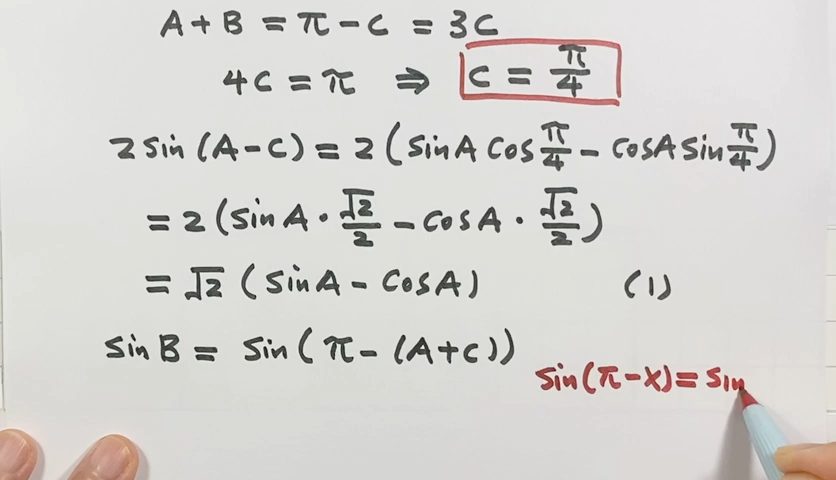 A + B = π - C = 3C
4C = π ⇒ C = π/4
2 sin (A - C) = 2 ( sin A Cos π/4 - cos A sin π/4 )
= 2 ( sin A · √2/2 - cos A · √2/2 )
= √2 ( sin A - cos A ) (1)
sin B = sin ( π - (A + C) )
sin(π - x) = sin